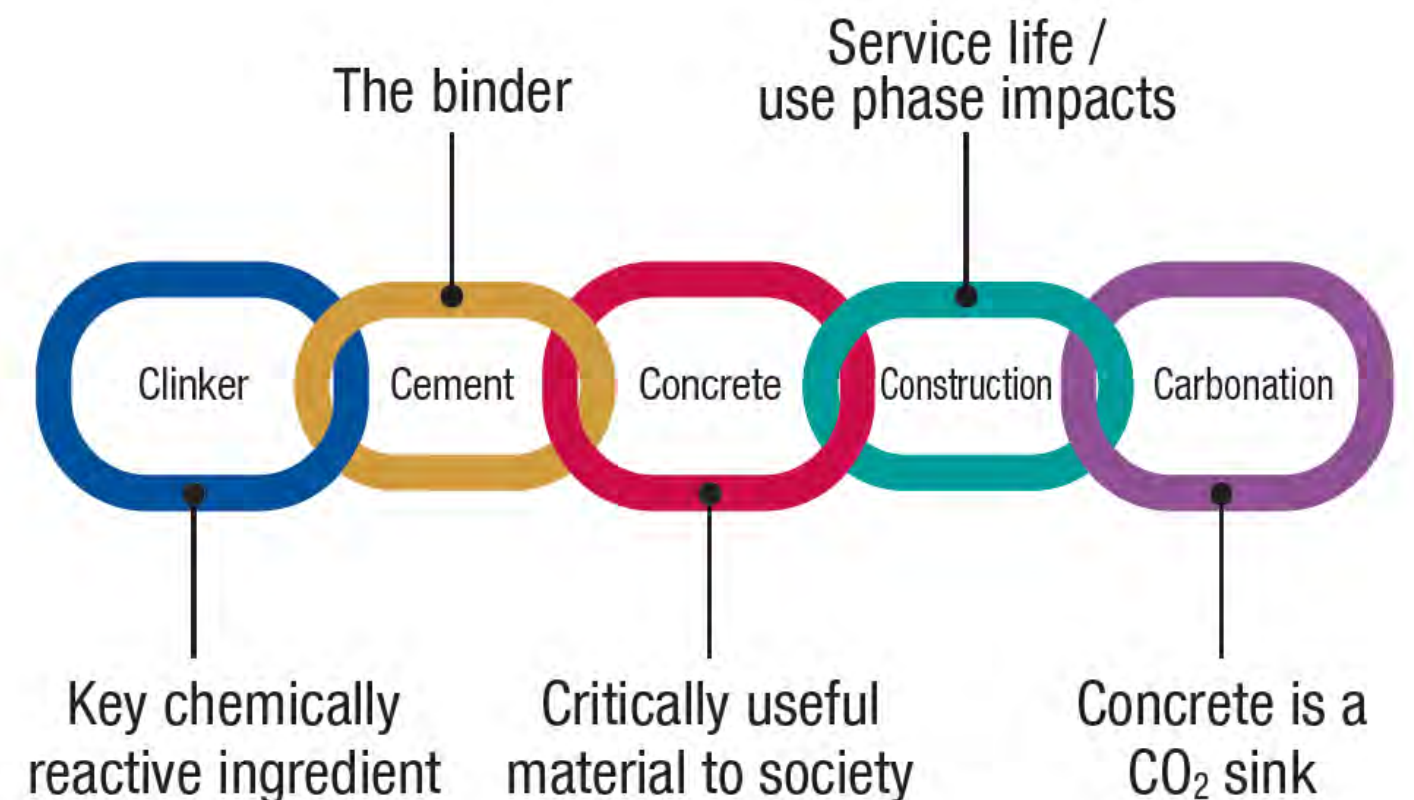 The binder
Service life /
use phase impacts
Clinker
Cement
Concrete
Construction
Carbonation
Key chemically
reactive ingredient
Critically useful
material to society
Concrete is a
CO₂ sink